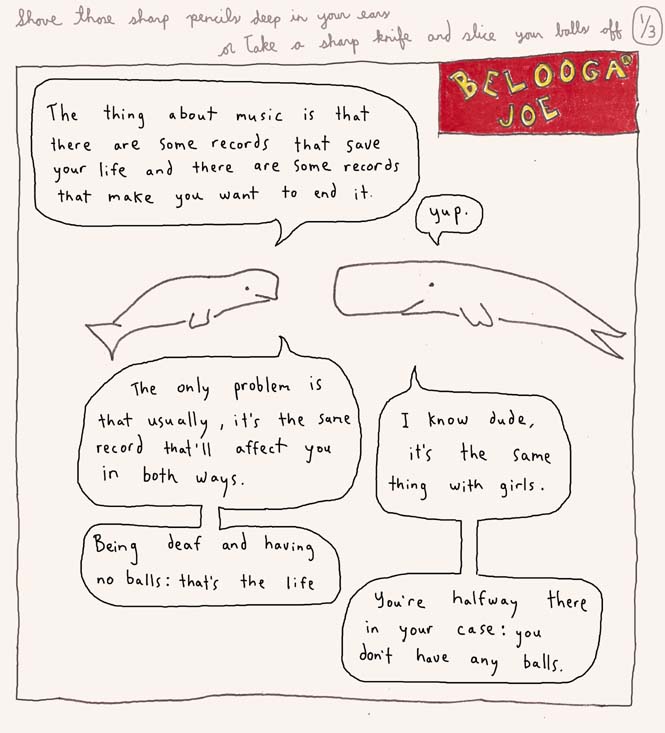 Shove those sharp pencils deep in your ears
or Take a sharp knife and slice your balls off
1/3
BELOOGA
JOE
The thing about music is that
there are some records that save
your life and there are some records
that make you want to end it.
yup.
The only problem is
that usually, it's the same
record that'll affect you
in both ways.
I know dude,
it's the same
thing with girls.
Being deaf and having
no balls: that's the life
You're halfway there
in your case: you
don't have any balls.